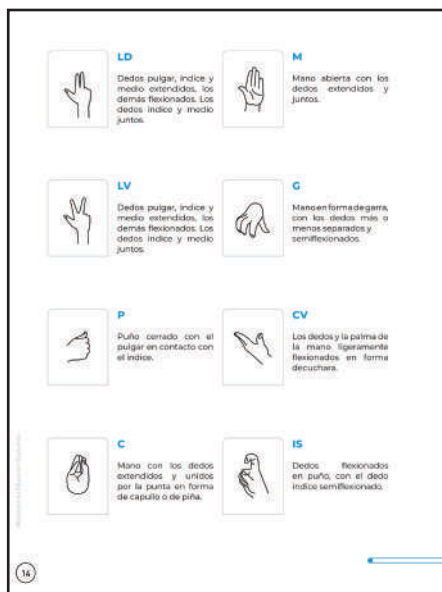 LD
Dedos pulgar, índice y
medio extendidos, los
demás flexionados. Los
dedos índice y medio
juntos.
M
Mano abierta con los
dedos extendidos y
juntos.
LV
Dedos pulgar, índice y
medio extendidos, los
demás flexionados. Los
dedos índice y medio
juntos.
G
Mano en forma de garra,
con los dedos más o
menos separados y
semiflexionados.
P
Puño cerrado con el
pulgar en contacto con
el índice.
CV
Los dedos y la palma de
la mano ligeramente
flexionados en forma
decuchara.
C
Mano con los dedos
extendidos y unidos
por la punta en forma
de capullo o de piña.
IS
Dedos flexionados
en puño, con el dedo
índice semiflexionado.
14